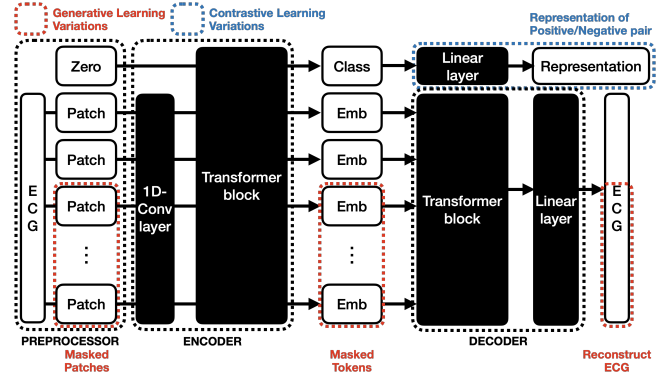 Generative Learning
Variations
Contrastive Learning
Variations
Representation of
Positive/Negative pair
Zero
Class
Linear
layer
Representation
Patch
Emb
Patch
Emb
E
C
G
Patch
1D-
Conv
layer
Transformer
block
Emb
Transformer
block
Linear
layer
E
C
G
⋮
⋮
Patch
Emb
PREPROCESSOR
ENCODER
DECODER
Masked
Patches
Masked
Tokens
Reconstruct
ECG